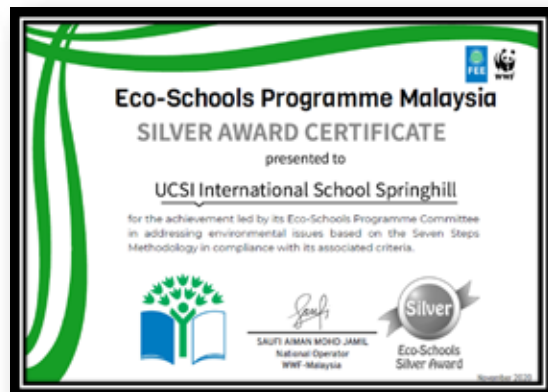 FEE
WWF
Eco-Schools Programme Malaysia
SILVER AWARD CERTIFICATE
presented to
UCSI International School Springhill
for the achievement led by its Eco-Schools Programme Committee
in addressing environmental issues based on the Seven Steps
Methodology in compliance with its associated criteria.
SAUFI AIMAN MOHD JAMIL
National Operator
WWF-Malaysia
Silver
Eco-Schools
Silver Award
November 2020